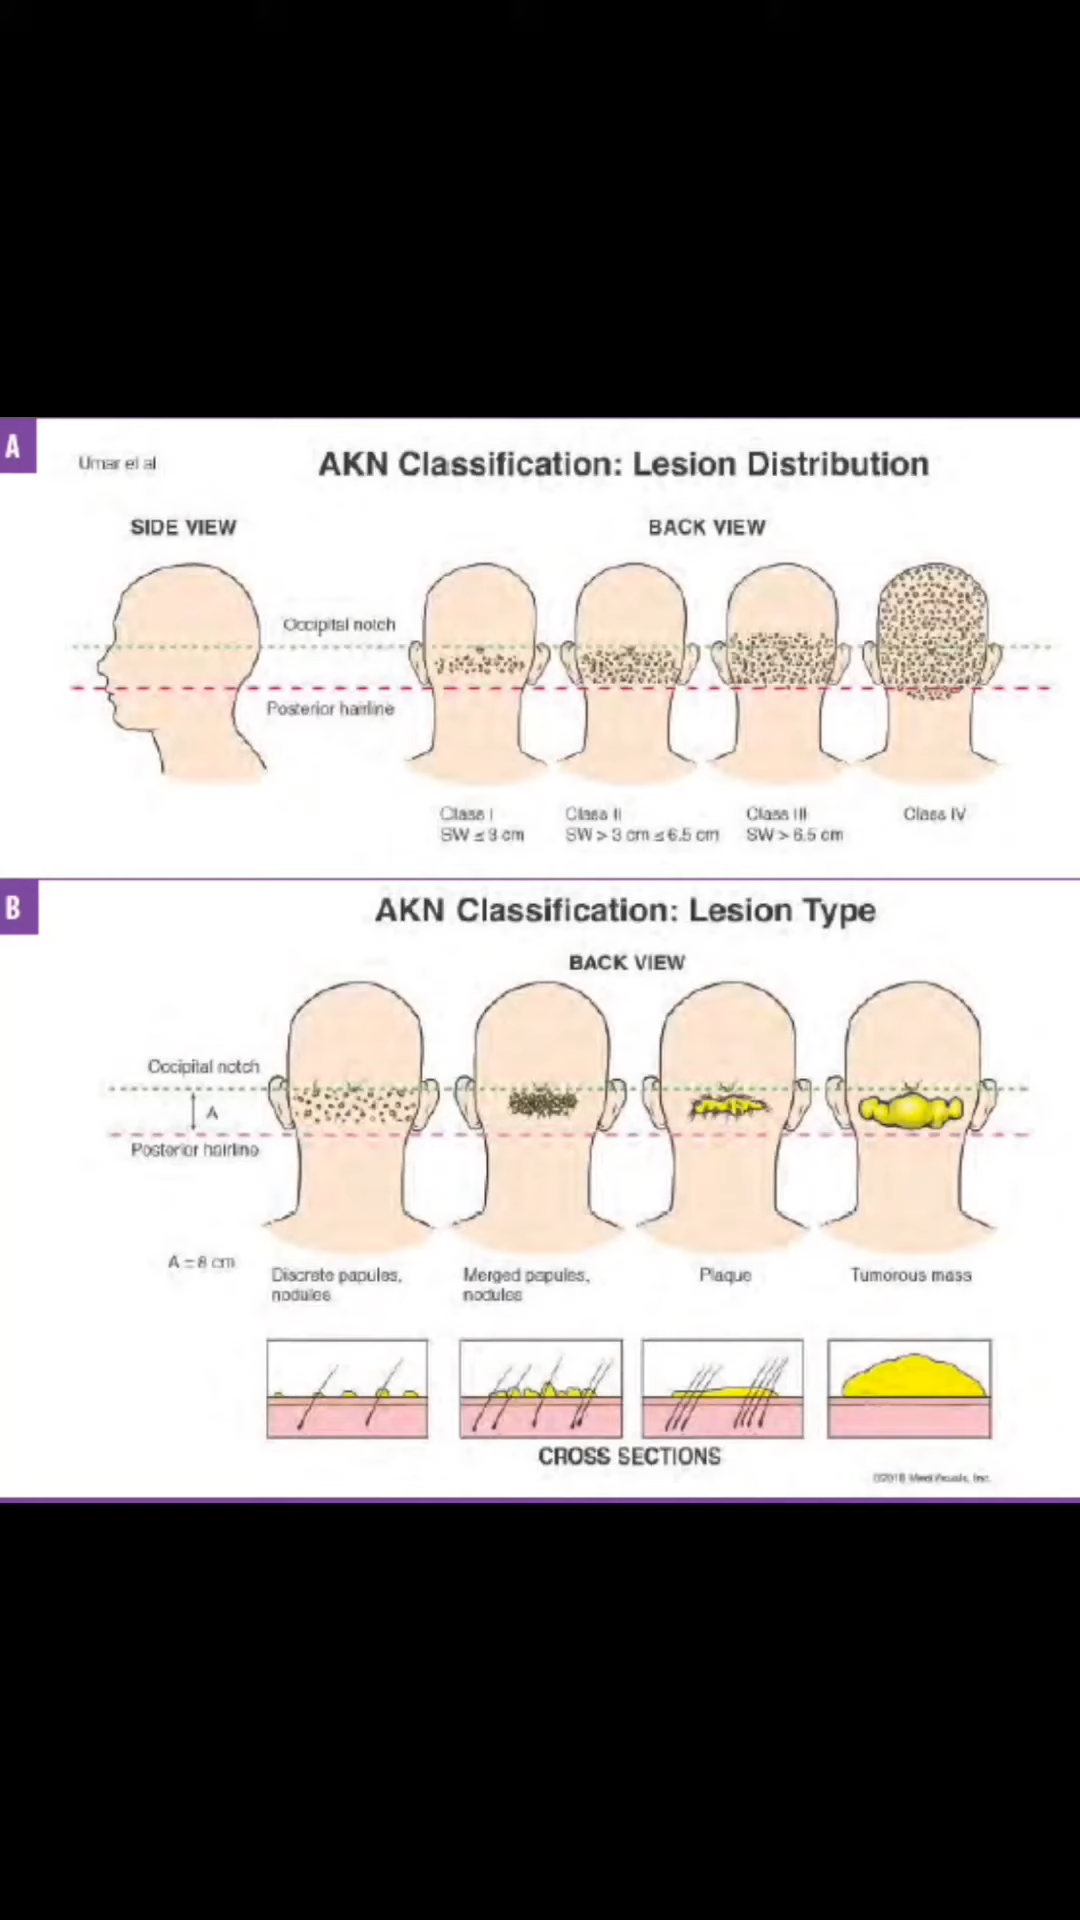 A
Umar et al
AKN Classification: Lesion Distribution
SIDE VIEW
BACK VIEW
Occipital notch
Posterior hairline
Class I
SW ≤ 3 cm
Class II
SW > 3 cm ≤ 6.5 cm
Class III
SW > 6.5 cm
Class IV
B
AKN Classification: Lesion Type
BACK VIEW
Occipital notch
A
Posterior hairline
A = 8 cm
Discrete papules,
nodules
Merged papules,
nodules
Plaque
Tumorous mass
CROSS SECTIONS
©2018 MediVisuals, Inc.